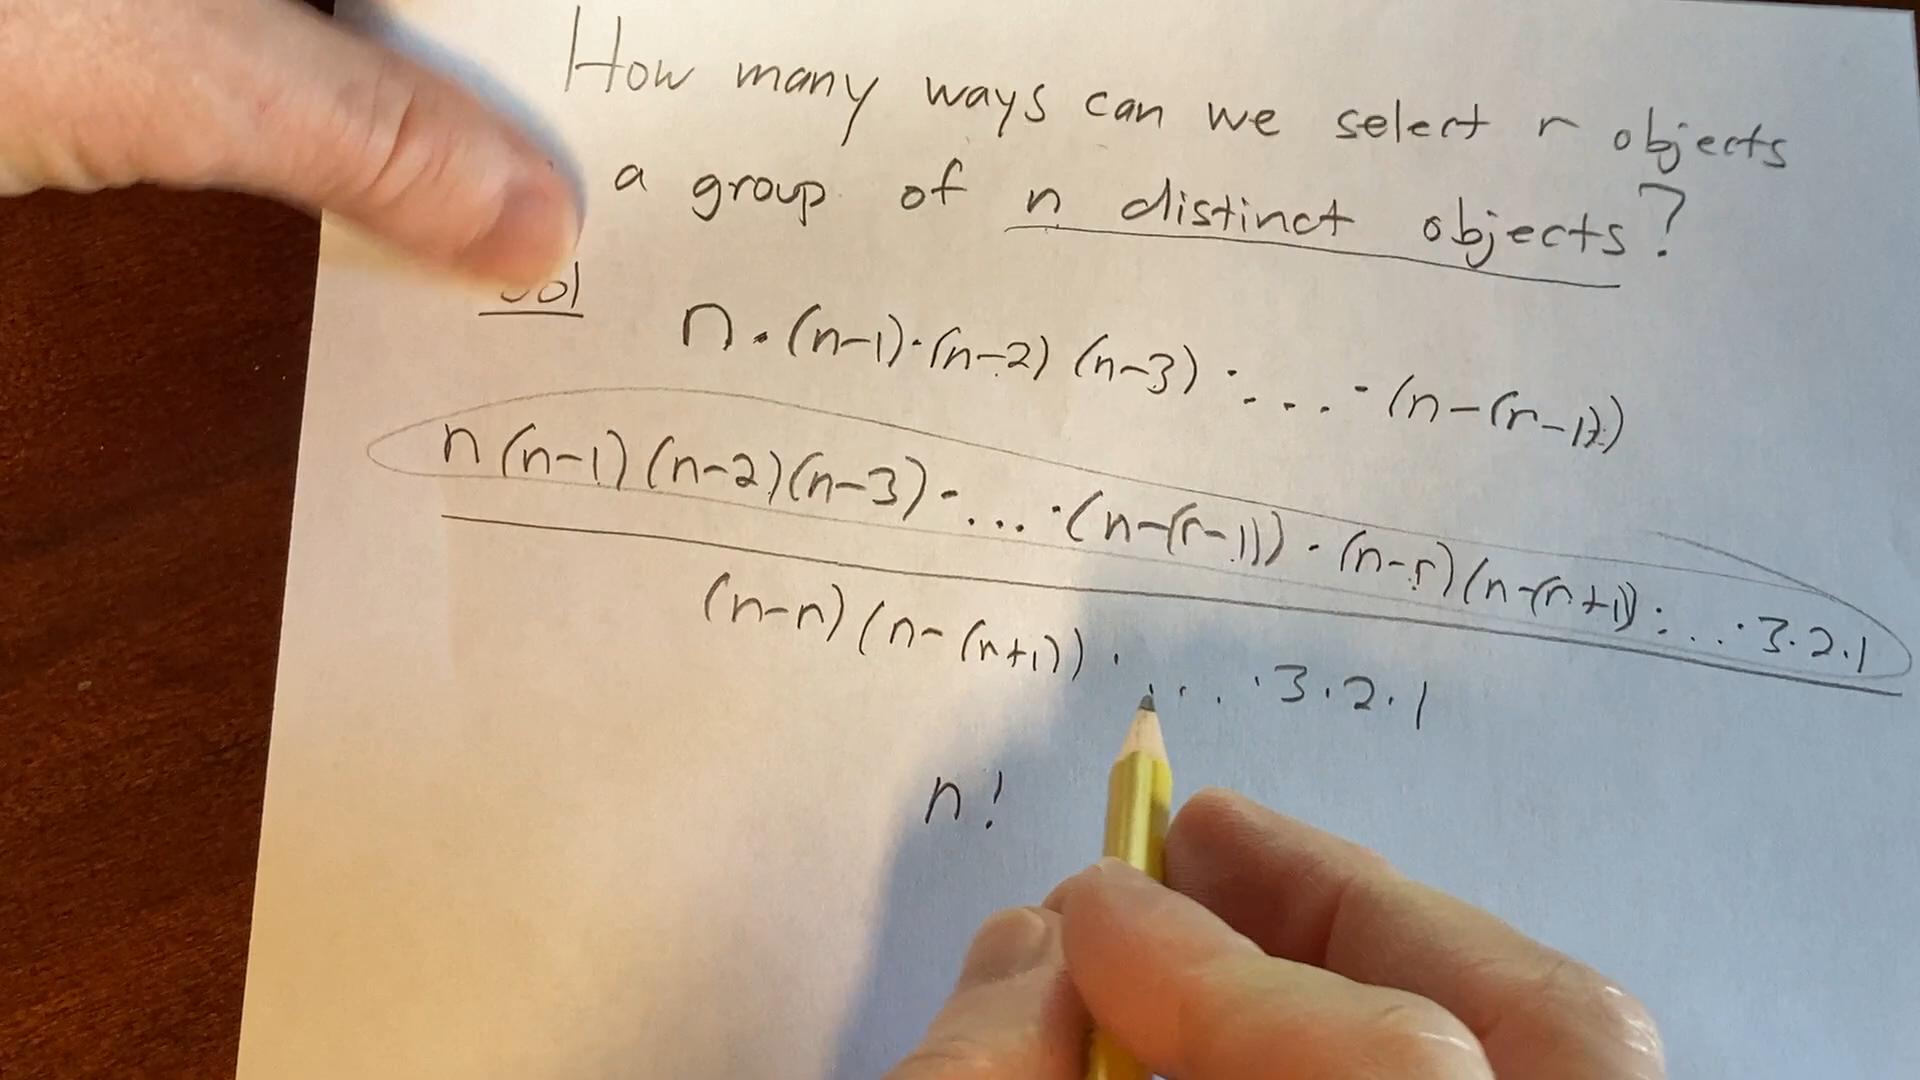 How many ways can we select r objects
a group of n distinct objects?
Sol
n·(n-1)·(n-2)(n-3)·...·(n-(r-1))
n(n-1)(n-2)(n-3)·...·(n-(r-1))·(n-r)(n-(r+1))·...·3·2·1
(n-r)(n-(r+1))·...·3·2·1
n!